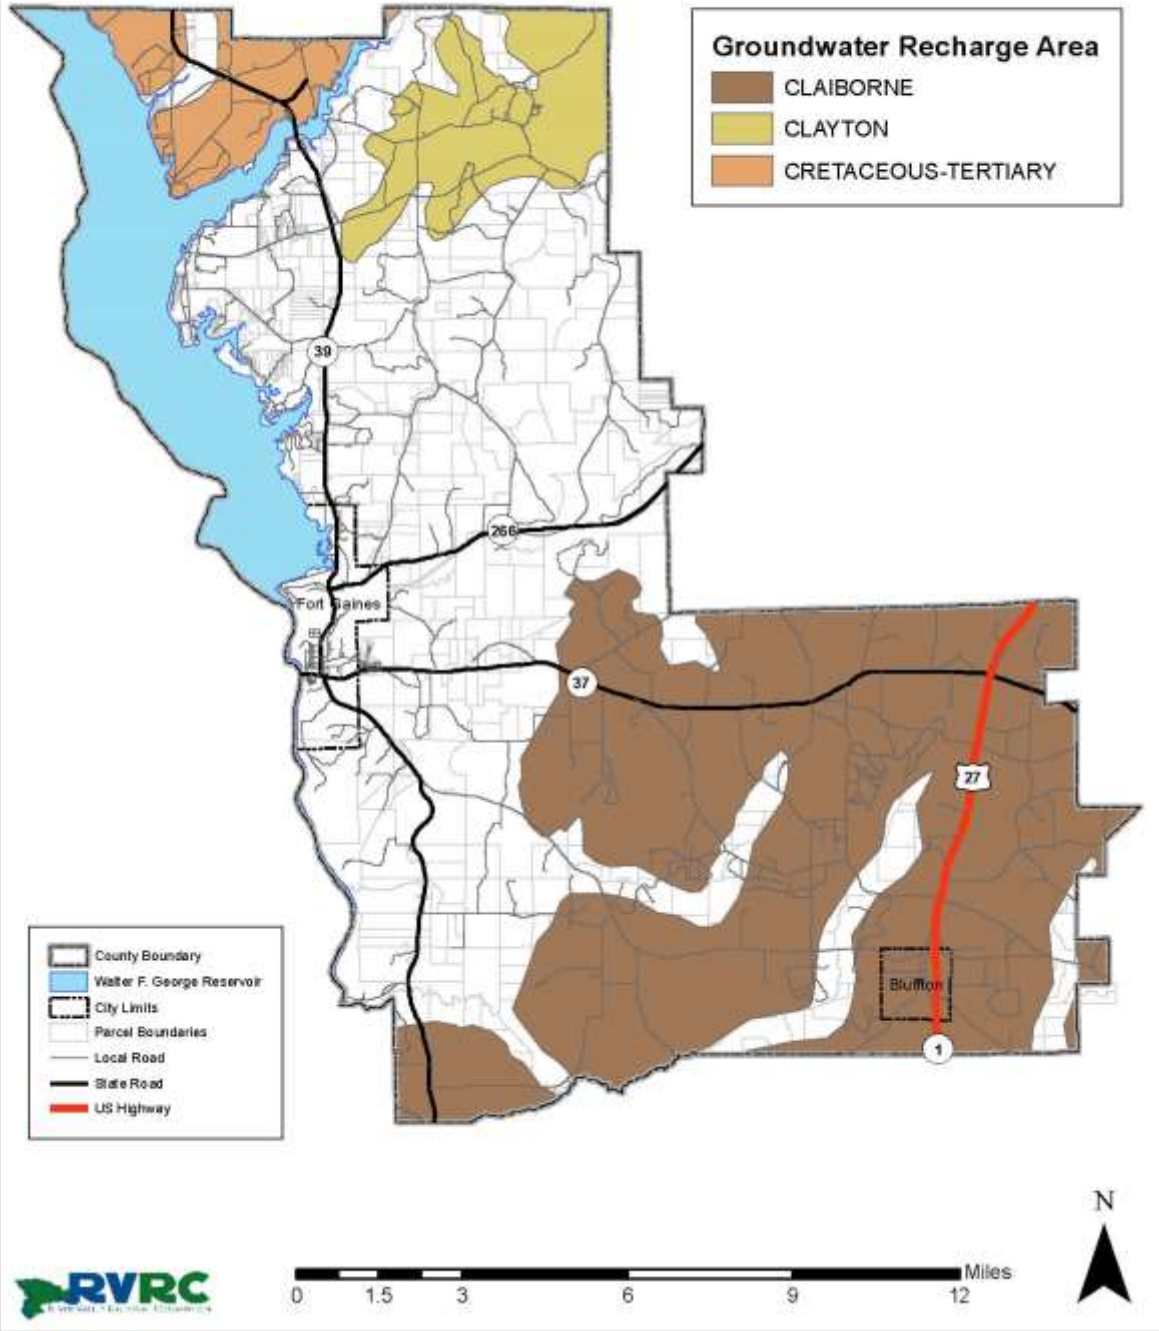 Groundwater Recharge Area
CLAIBORNE
CLAYTON
CRETACEOUS-TERTIARY
39
266
Fort Gaines
37
27
Bluffton
1
County Boundary
Walter F. George Reservoir
City Limits
Parcel Boundaries
Local Road
State Road
US Highway
N
RVRC
Miles
0 1.5 3 6 9 12